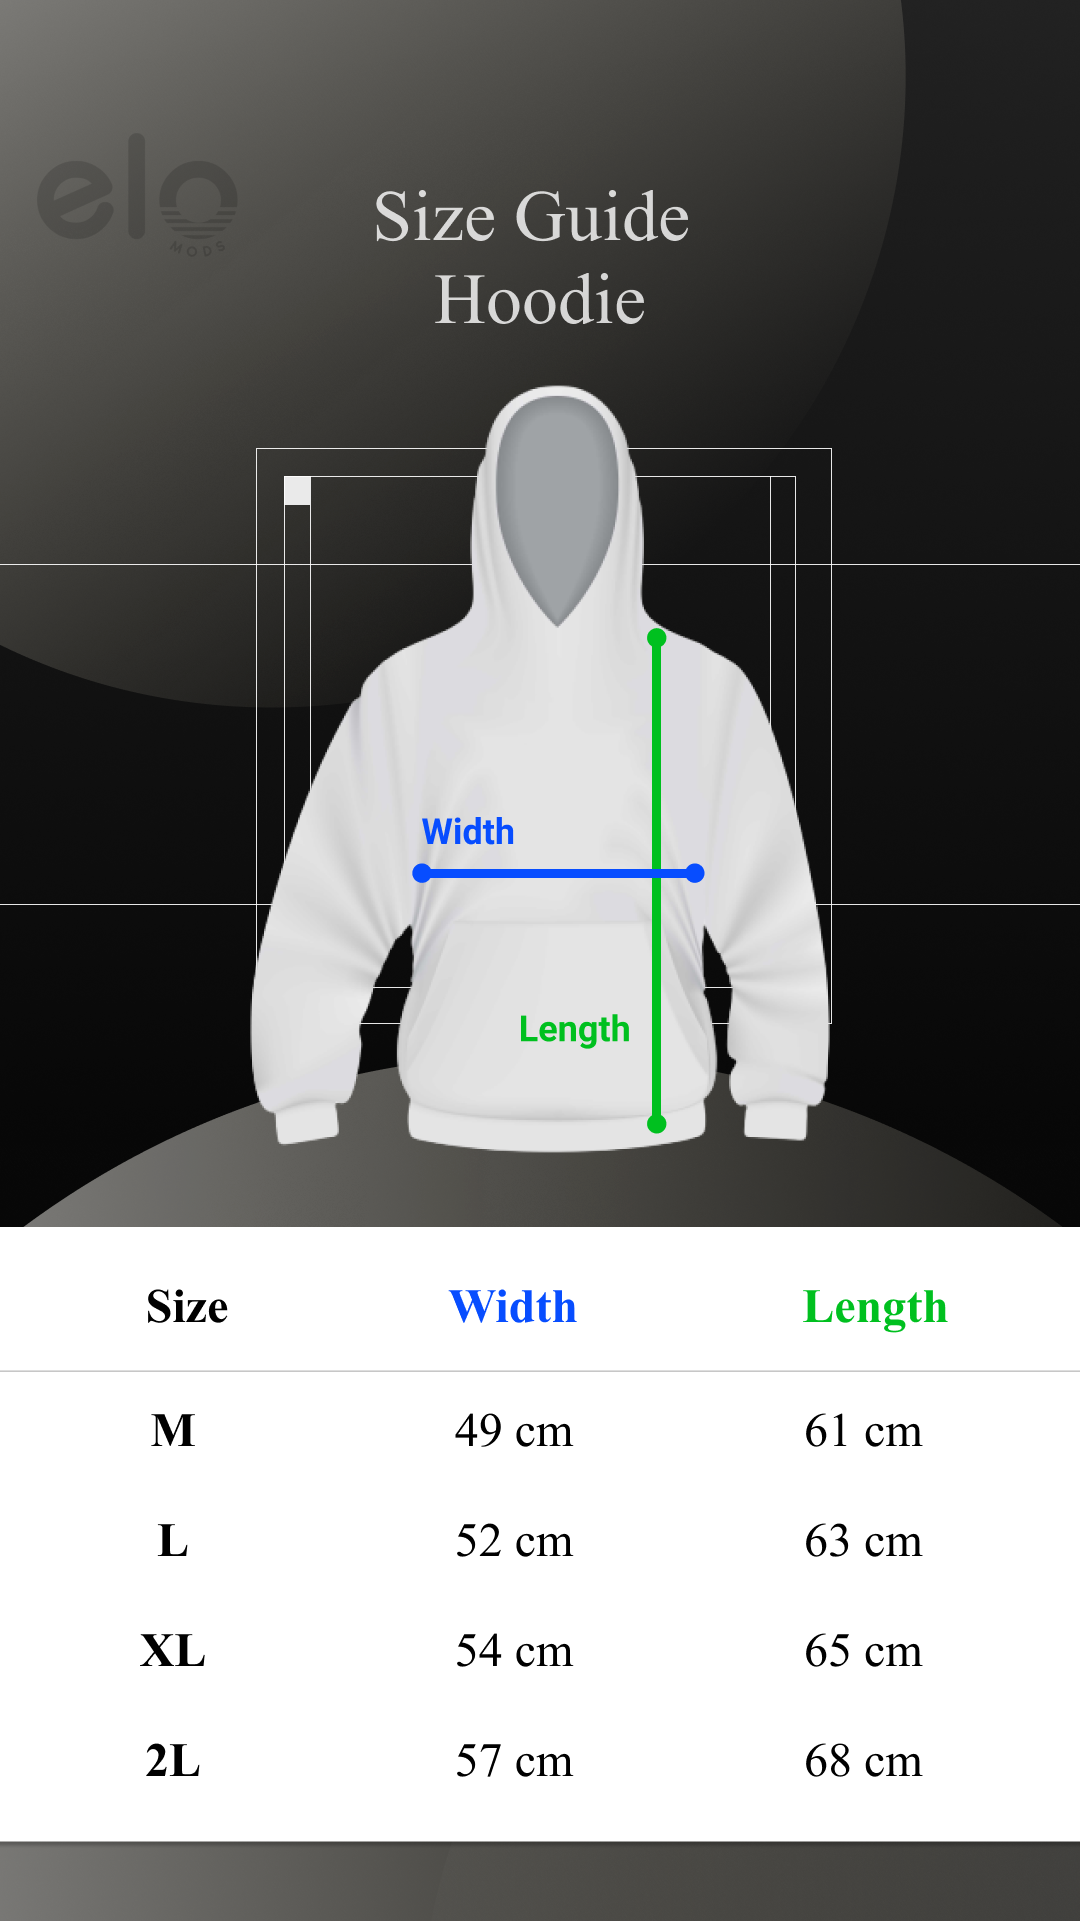 elo
MODS
Size Guide
Hoodie
Width
Length
Size Width Length
M 49 cm 61 cm
L 52 cm 63 cm
XL 54 cm 65 cm
2L 57 cm 68 cm